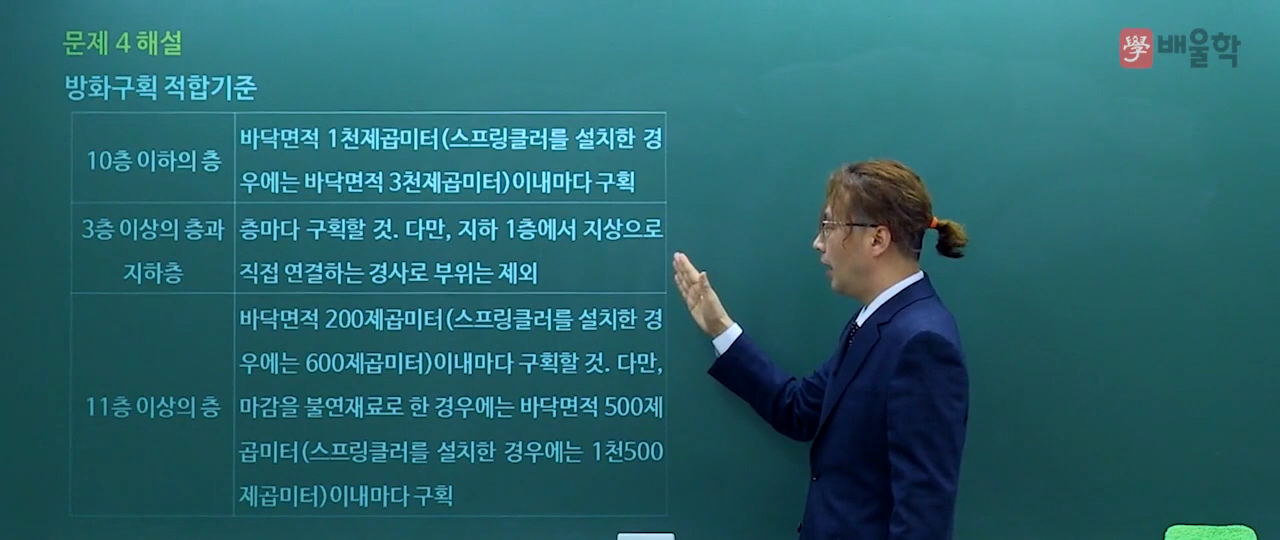 문제 4 해설
學 배울학
방화구획 적합기준
10층 이하의 층
바닥면적 1천제곱미터(스프링클러를 설치한 경
우에는 바닥면적 3천제곱미터)이내마다 구획
3층 이상의 층과
지하층
층마다 구획할 것. 다만, 지하 1층에서 지상으로
직접 연결하는 경사로 부위는 제외
11층 이상의 층
바닥면적 200제곱미터(스프링클러를 설치한 경
우에는 600제곱미터)이내마다 구획할 것. 다만,
마감을 불연재료로 한 경우에는 바닥면적 500제
곱미터(스프링클러를 설치한 경우에는 1천500
제곱미터)이내마다 구획